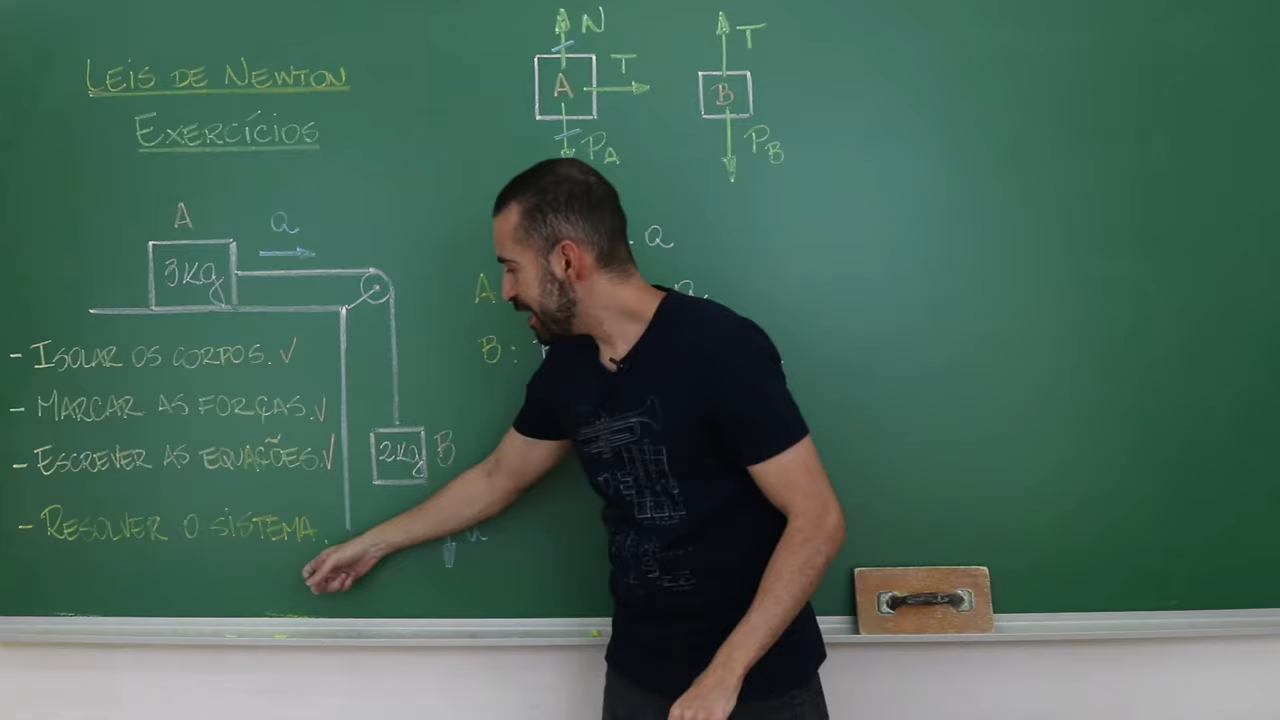 LEIS DE NEWTON
EXERCÍCIOS
A
a
3Kg
- ISOLAR OS CORPOS. ✓
- MARCAR AS FORÇAS. ✓
- ESCREVER AS EQUAÇÕES. ✓
- RESOLVER O SISTEMA.
2Kg B
a
N
A T
PA
T
B
PB
. a
A
B: